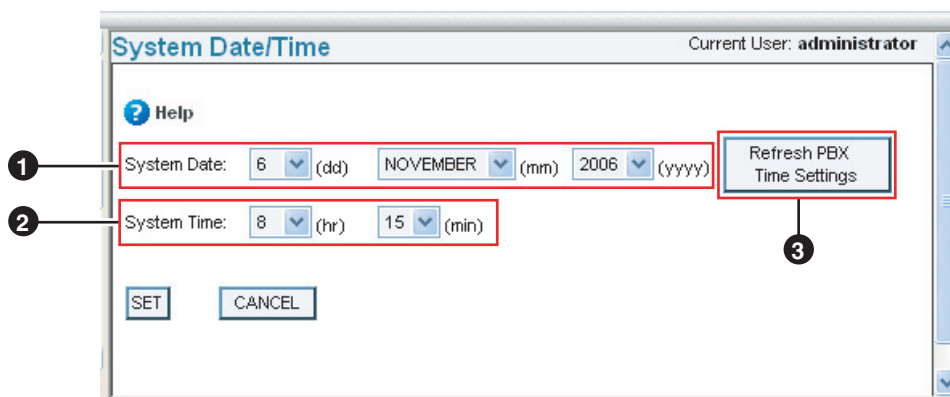 System Date/Time Current User: administrator
? Help
1 System Date: 6 (dd) NOVEMBER (mm) 2006 (yyyy) Refresh PBX
Time Settings
2 System Time: 8 (hr) 15 (min)
3
SET CANCEL